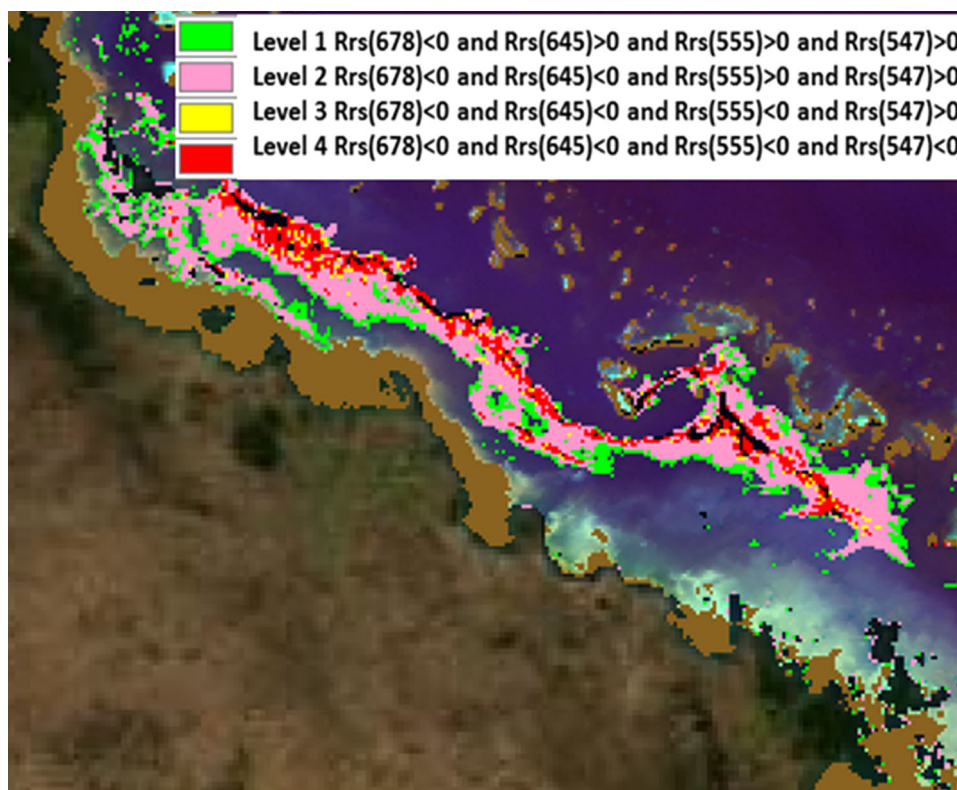 Level 1 Rrs(678)<0 and Rrs(645)>0 and Rrs(555)>0 and Rrs(547)>0
Level 2 Rrs(678)<0 and Rrs(645)<0 and Rrs(555)>0 and Rrs(547)>0
Level 3 Rrs(678)<0 and Rrs(645)<0 and Rrs(555)<0 and Rrs(547)>0
Level 4 Rrs(678)<0 and Rrs(645)<0 and Rrs(555)<0 and Rrs(547)<0